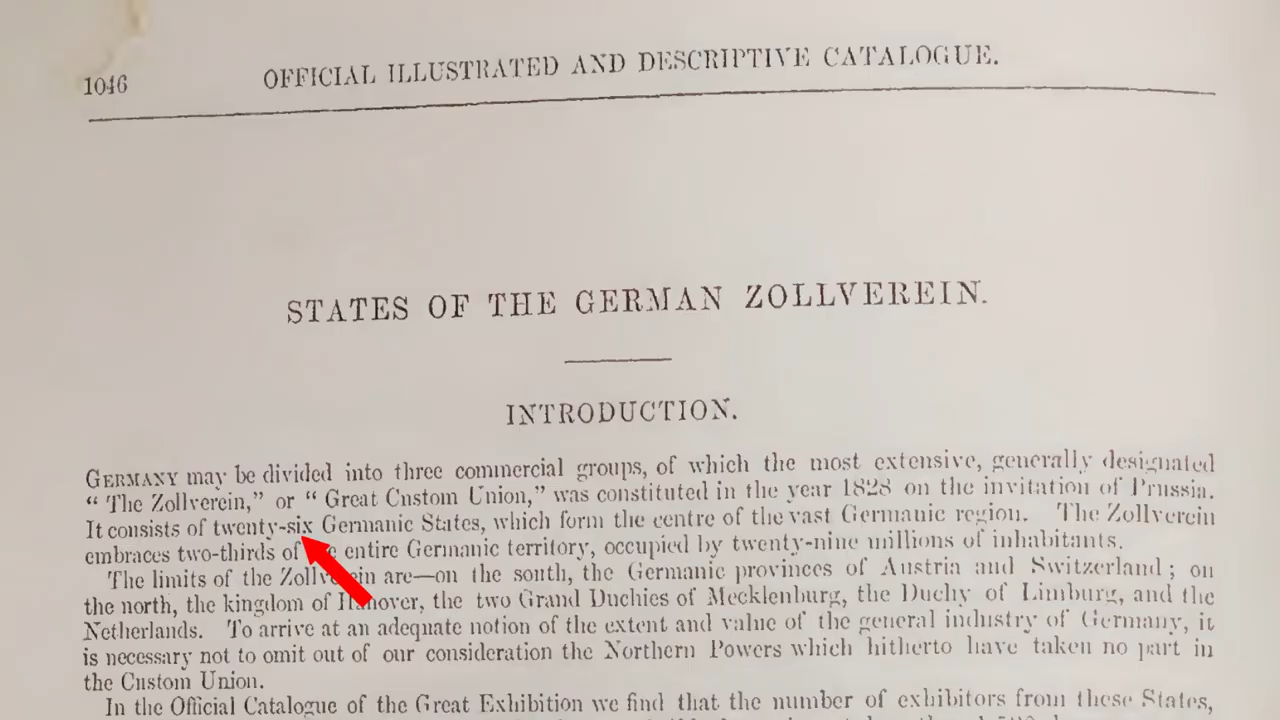 1046
OFFICIAL ILLUSTRATED AND DESCRIPTIVE CATALOGUE.
STATES OF THE GERMAN ZOLLVEREIN.
INTRODUCTION.
GERMANY may be divided into three commercial groups, of which the most extensive, generally designated
“ The Zollverein,” or “ Great Custom Union,” was constituted in the year 1828 on the invitation of Prussia.
It consists of twenty-six Germanic States, which form the centre of the vast Germanic region. The Zollverein
embraces two-thirds of entire Germanic territory, occupied by twenty-nine millions of inhabitants.
The limits of the Zollverein are—on the south, the Germanic provinces of Austria and Switzerland ; on
the north, the kingdom of Hanover, the two Grand Duchies of Mecklenburg, the Duchy of Limburg, and the
Netherlands. To arrive at an adequate notion of the extent and value of the general industry of Germany, it
is necessary not to omit out of our consideration the Northern Powers which hitherto have taken no part in
the Custom Union.
In the Official Catalogue of the Great Exhibition we find that the number of exhibitors from these States,